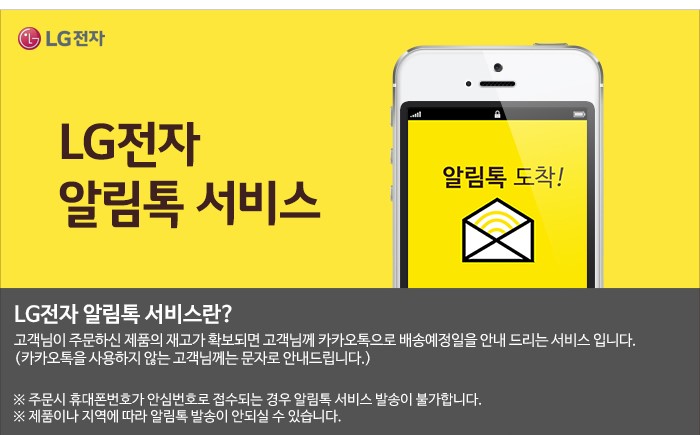 LG전자
LG전자
알림톡 서비스
알림톡 도착!
LG전자 알림톡 서비스란?
고객님이 주문하신 제품의 재고가 확보되면 고객님께 카카오톡으로 배송예정일을 안내 드리는 서비스 입니다.
(카카오톡을 사용하지 않는 고객님께는 문자로 안내드립니다.)
※ 주문시 휴대폰번호가 안심번호로 접수되는 경우 알림톡 서비스 발송이 불가합니다.
※ 제품이나 지역에 따라 알림톡 발송이 안되실 수 있습니다.